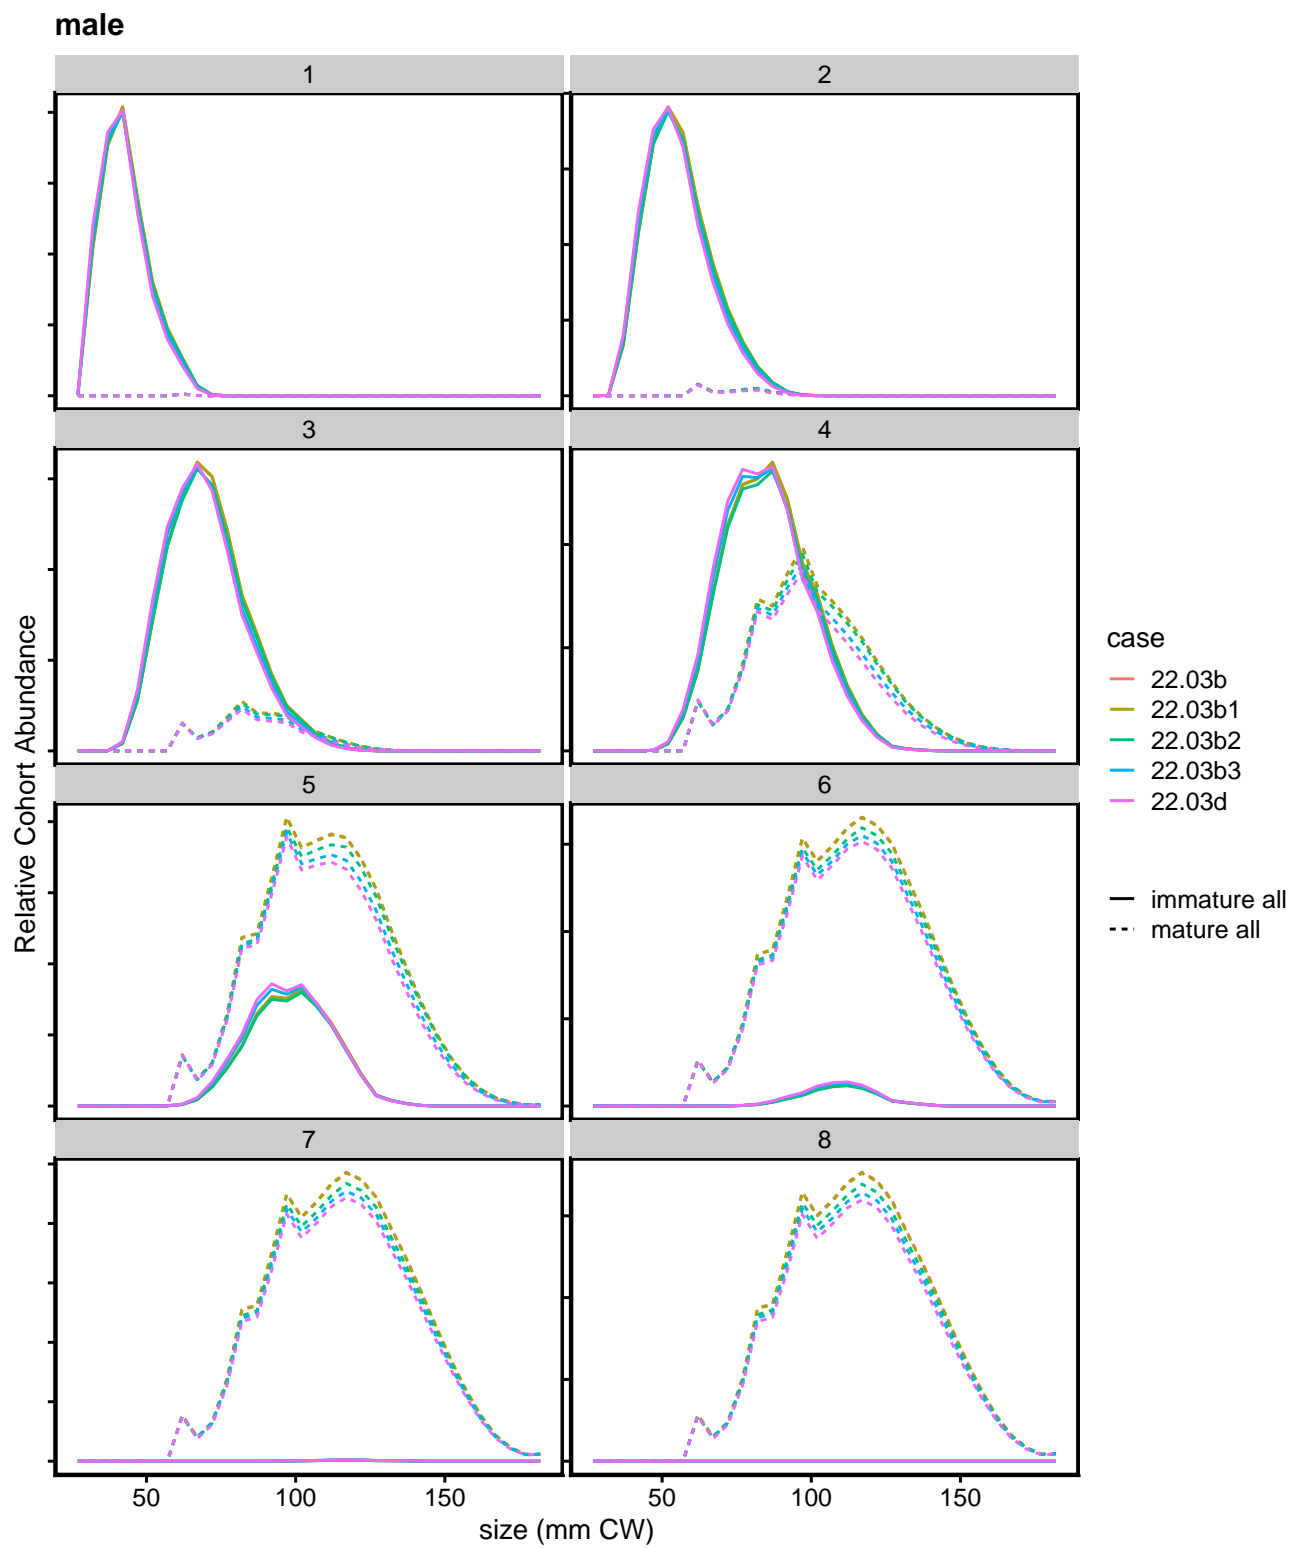 male
1
2
3
4
5
6
7
8
Relative Cohort Abundance
50
100
150
50
100
150
size (mm CW)
case
22.03b
22.03b1
22.03b2
22.03b3
22.03d
immature all
mature all